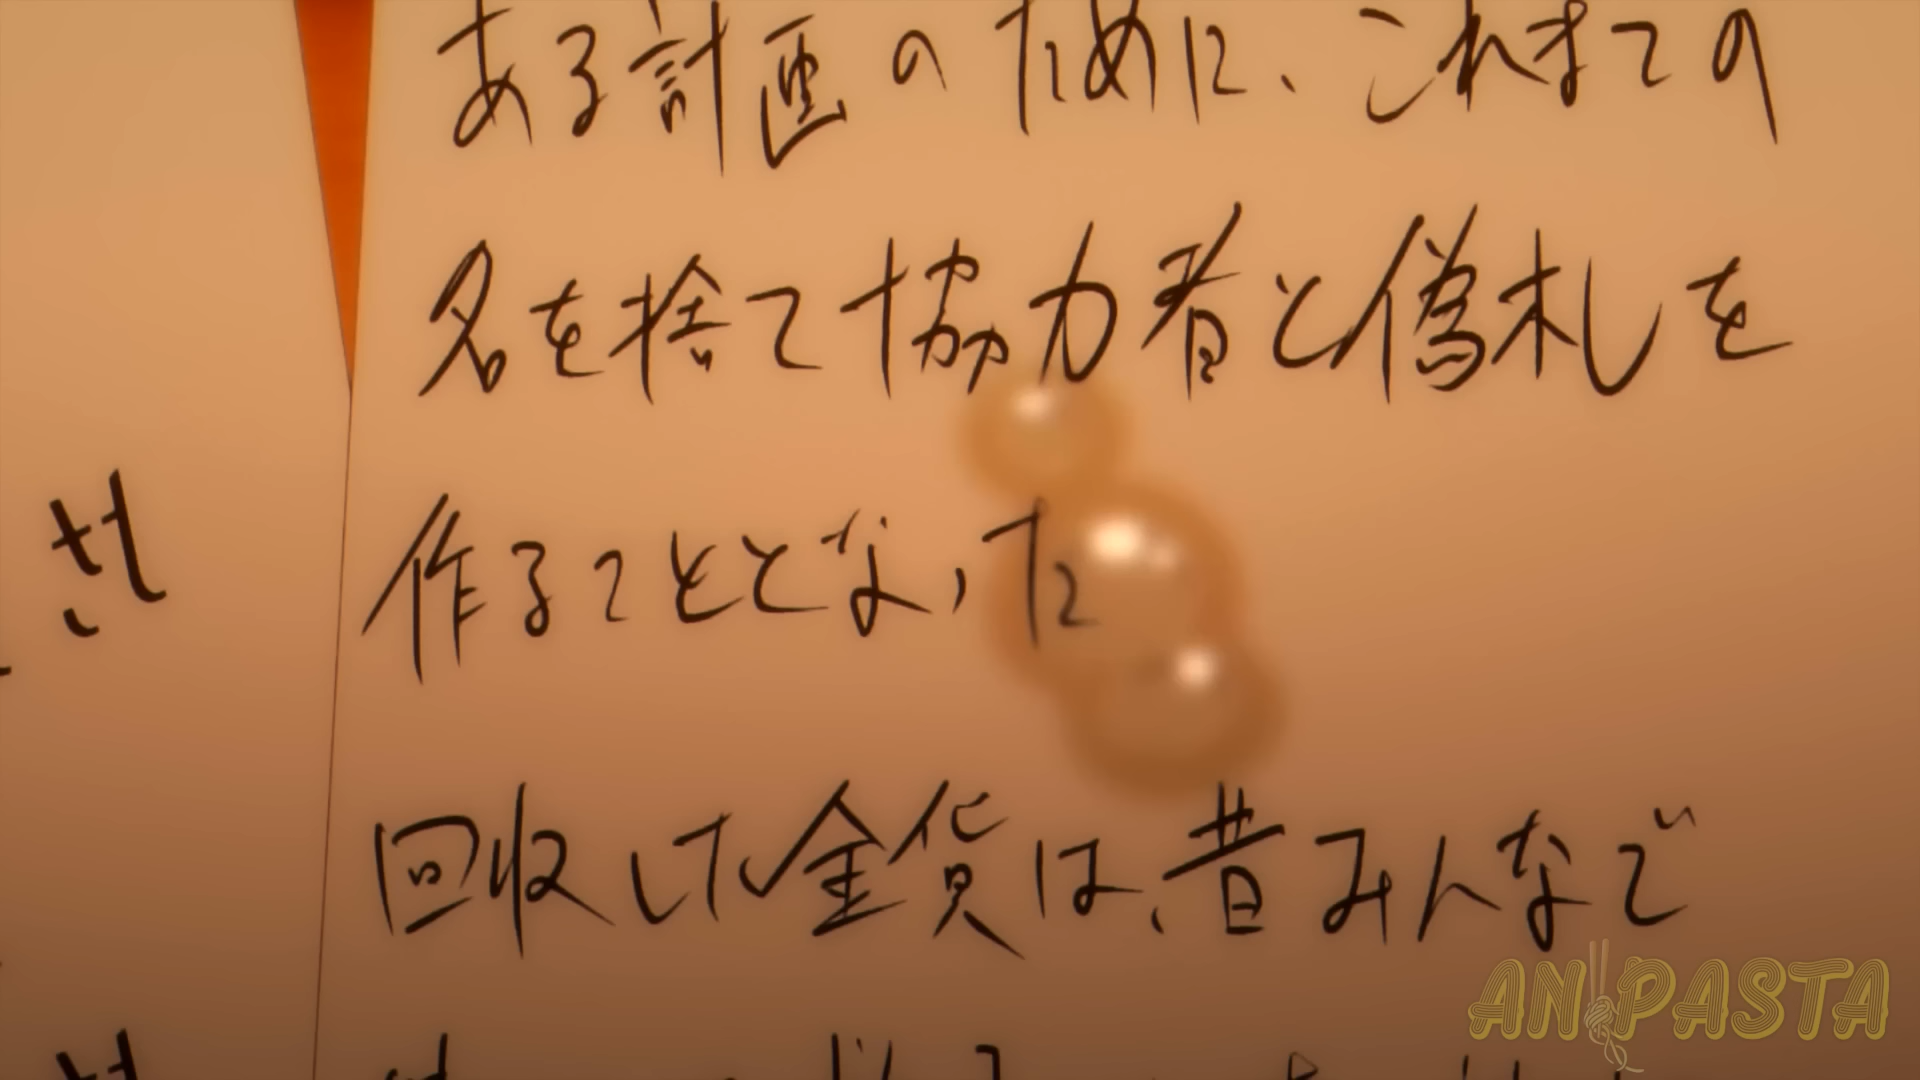 ある計画のために、これまでの
名を捨て協力者と偽札を
作ることとなった
回収した金貨は、昔みんなで
ANIPASTA